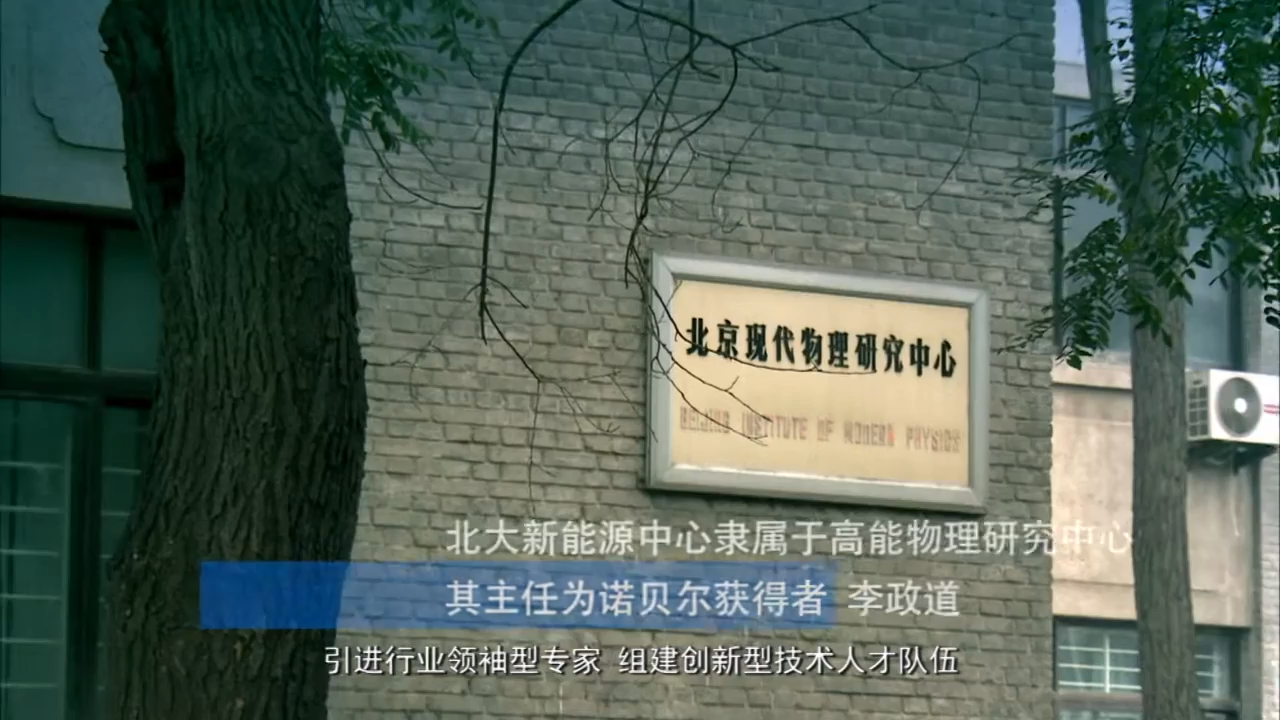 北京现代物理研究中心
BEIJING INSTITUTE OF MODERN PHYSICS
北大新能源中心隶属于高能物理研究中心
其主任为诺贝尔获得者 李政道
引进行业领袖型专家 组建创新型技术人才队伍